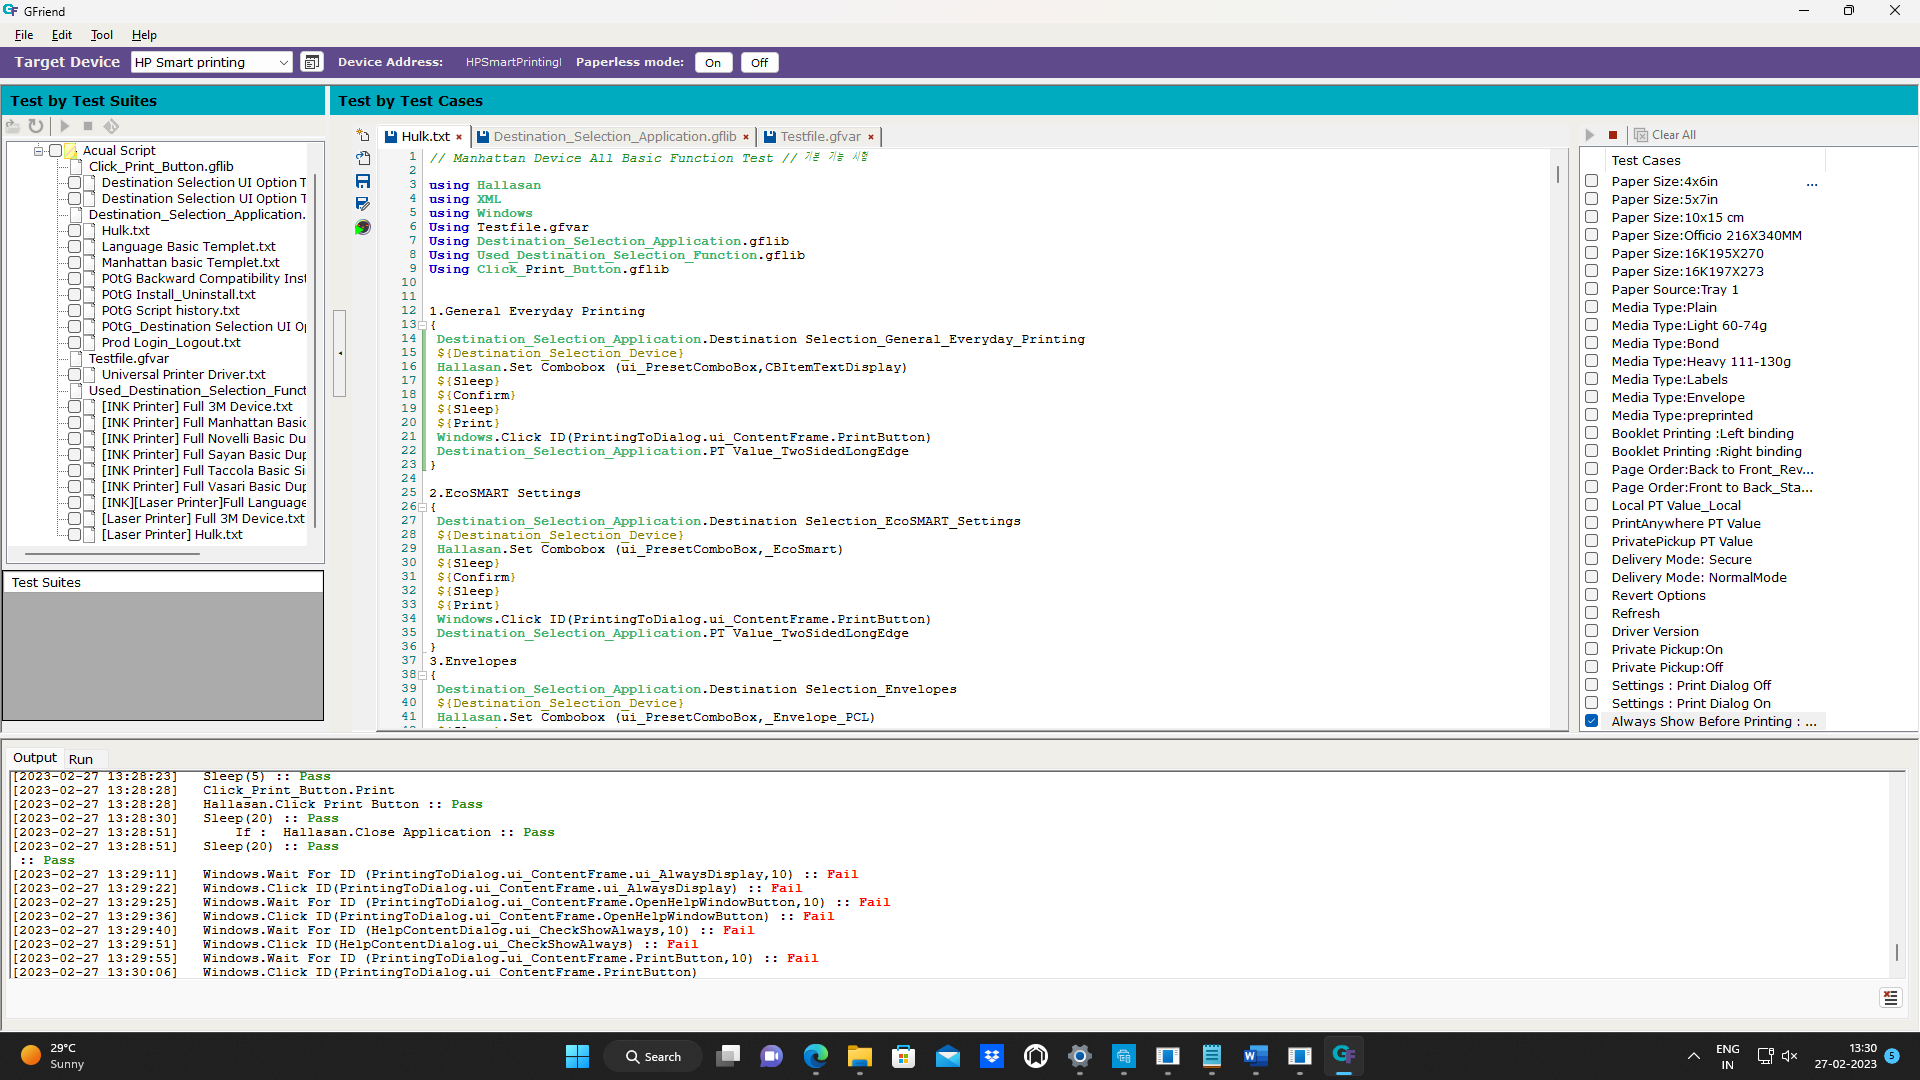 GFriend
File Edit Tool Help
Target Device HP Smart printing Device Address: HPSmartPrintingI Paperless mode: On Off
Test by Test Suites
Acual Script
Click_Print_Button.gflib
Destination Selection UI Option T
Destination Selection UI Option T
Destination_Selection_Application.
Hulk.txt
Language Basic Templet.txt
Manhattan basic Templet.txt
POtG Backward Compatibility Inst
POtG Install_Uninstall.txt
POtG Script history.txt
POtG_Destination Selection UI Op
Prod Login_Logout.txt
Testfile.gfvar
Universal Printer Driver.txt
Used_Destination_Selection_Funct
[INK Printer] Full 3M Device.txt
[INK Printer] Full Manhattan Basic
[INK Printer] Full Novelli Basic Du
[INK Printer] Full Sayan Basic Dup
[INK Printer] Full Taccola Basic Si
[INK Printer] Full Vasari Basic Dup
[INK][Laser Printer]Full Language
[Laser Printer] Full 3M Device.txt
[Laser Printer] Hulk.txt
Test Suites
Test by Test Cases
Hulk.txt × Destination_Selection_Application.gflib × Testfile.gfvar ×
1 // Manhattan Device All Basic Function Test // 기본 기능 시험
2
3 using Hallasan
4 using XML
5 using Windows
6 Using Testfile.gfvar
7 Using Destination_Selection_Application.gflib
8 Using Used_Destination_Selection_Function.gflib
9 Using Click_Print_Button.gflib
10
11
12 1.General Everyday Printing
13 {
14 Destination_Selection_Application.Destination Selection_General_Everyday_Printing
15 ${Destination_Selection_Device}
16 Hallasan.Set Combobox (ui_PresetComboBox,CBItemTextDisplay)
17 ${Sleep}
18 ${Confirm}
19 ${Sleep}
20 ${Print}
21 Windows.Click ID(PrintingToDialog.ui_ContentFrame.PrintButton)
22 Destination_Selection_Application.PT Value_TwoSidedLongEdge
23 }
24
25 2.EcoSMART Settings
26 {
27 Destination_Selection_Application.Destination Selection_EcoSMART_Settings
28 ${Destination_Selection_Device}
29 Hallasan.Set Combobox (ui_PresetComboBox,_EcoSmart)
30 ${Sleep}
31 ${Confirm}
32 ${Sleep}
33 ${Print}
34 Windows.Click ID(PrintingToDialog.ui_ContentFrame.PrintButton)
35 Destination_Selection_Application.PT Value_TwoSidedLongEdge
36 }
37 3.Envelopes
38 {
39 Destination_Selection_Application.Destination Selection_Envelopes
40 ${Destination_Selection_Device}
41 Hallasan.Set Combobox (ui_PresetComboBox,_Envelope_PCL)
Clear All
Test Cases
Paper Size:4x6in ...
Paper Size:5x7in
Paper Size:10x15 cm
Paper Size:Officio 216X340MM
Paper Size:16K195X270
Paper Size:16K197X273
Paper Source:Tray 1
Media Type:Plain
Media Type:Light 60-74g
Media Type:Bond
Media Type:Heavy 111-130g
Media Type:Labels
Media Type:Envelope
Media Type:preprinted
Booklet Printing :Left binding
Booklet Printing :Right binding
Page Order:Back to Front_Rev...
Page Order:Front to Back_Sta...
Local PT Value_Local
PrintAnywhere PT Value
PrivatePickup PT Value
Delivery Mode: Secure
Delivery Mode: NormalMode
Revert Options
Refresh
Driver Version
Private Pickup:On
Private Pickup:Off
Settings : Print Dialog Off
Settings : Print Dialog On
Always Show Before Printing : ...
Output Run
[2023-02-27 13:28:23] Sleep(5) :: Pass
[2023-02-27 13:28:28] Click_Print_Button.Print
[2023-02-27 13:28:28] Hallasan.Click Print Button :: Pass
[2023-02-27 13:28:30] Sleep(20) :: Pass
[2023-02-27 13:28:51] If : Hallasan.Close Application :: Pass
[2023-02-27 13:28:51] Sleep(20) :: Pass
:: Pass
[2023-02-27 13:29:11] Windows.Wait For ID (PrintingToDialog.ui_ContentFrame.ui_AlwaysDisplay,10) :: Fail
[2023-02-27 13:29:22] Windows.Click ID(PrintingToDialog.ui_ContentFrame.ui_AlwaysDisplay) :: Fail
[2023-02-27 13:29:25] Windows.Wait For ID (PrintingToDialog.ui_ContentFrame.OpenHelpWindowButton,10) :: Fail
[2023-02-27 13:29:36] Windows.Click ID(PrintingToDialog.ui_ContentFrame.OpenHelpWindowButton) :: Fail
[2023-02-27 13:29:40] Windows.Wait For ID (HelpContentDialog.ui_CheckShowAlways,10) :: Fail
[2023-02-27 13:29:51] Windows.Click ID(HelpContentDialog.ui_CheckShowAlways) :: Fail
[2023-02-27 13:29:55] Windows.Wait For ID (PrintingToDialog.ui_ContentFrame.PrintButton,10) :: Fail
[2023-02-27 13:30:06] Windows.Click ID(PrintingToDialog.ui_ContentFrame.PrintButton)
29°C
Sunny
Search
ENG
IN
13:30
27-02-2023
5